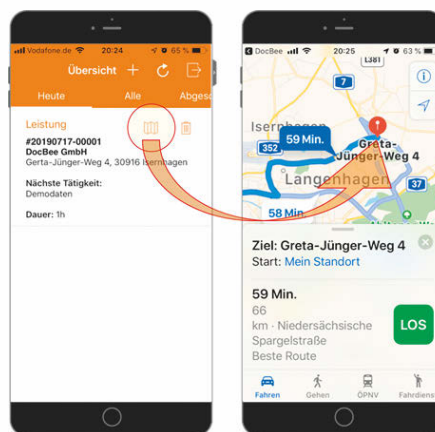 Vodafone.de 20:24 65 %
Übersicht
Heute Alle Abgesc
Leistung
#20190717-00001
DocBee GmbH
Gerta-Jünger-Weg 4, 30916 Isernhagen
Nächste Tätigkeit:
Demodaten
Dauer: 1h
DocBee 20:25 63 %
L381
7
Isernhagen
352
59 Min.
Greta-
Jünger-Weg 4
Langenhagen
37
58 Min
Ziel: Greta-Jünger-Weg 4
Start: Mein Standort
59 Min.
66
km · Niedersächsische
Spargelstraße
Beste Route
LOS
Fahren Gehen ÖPNV Fahrdiens